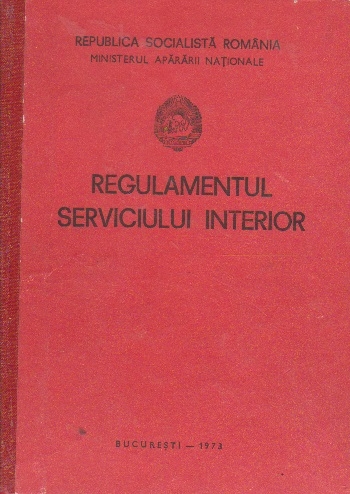 REPUBLICA SOCIALISTĂ ROMÂNIA
MINISTERUL APĂRĂRII NAȚIONALE
REGULAMENTUL
SERVICIULUI INTERIOR
BUCUREȘTI — 1973